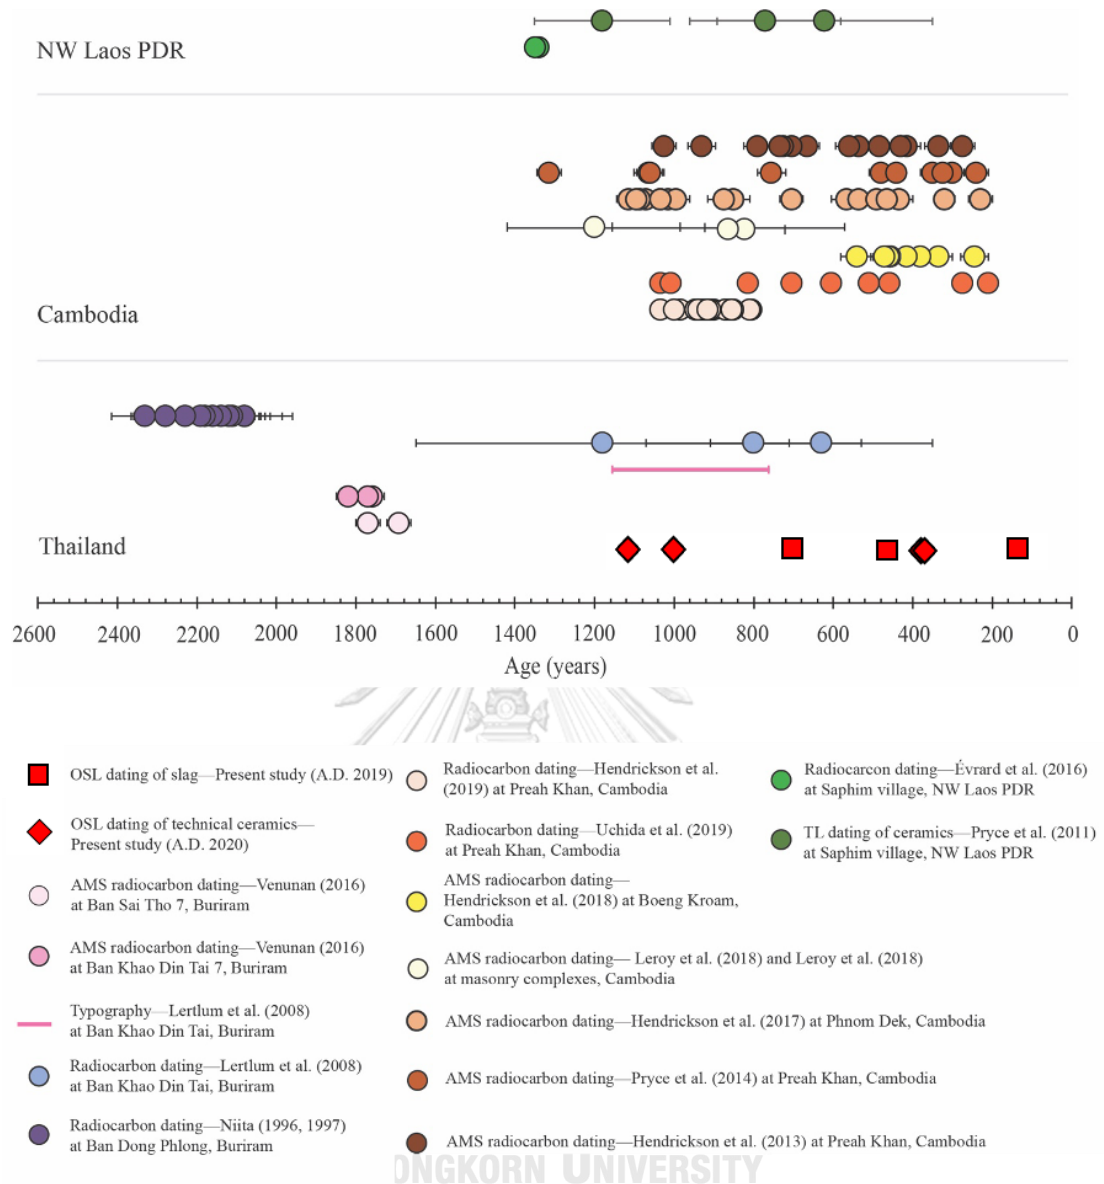 NW Laos PDR
Cambodia
Thailand
2600 2400 2200 2000 1800 1600 1400 1200 1000 800 600 400 200 0
Age (years)
OSL dating of slag—Present study (A.D. 2019)
OSL dating of technical ceramics—
Present study (A.D. 2020)
AMS radiocarbon dating—Venunan (2016)
at Ban Sai Tho 7, Buriram
AMS radiocarbon dating—Venunan (2016)
at Ban Khao Din Tai 7, Buriram
Typography—Lertlum et al. (2008)
at Ban Khao Din Tai, Buriram
Radiocarbon dating—Lertlum et al. (2008)
at Ban Khao Din Tai, Buriram
Radiocarbon dating—Niita (1996, 1997)
at Ban Dong Phlong, Buriram
Radiocarbon dating—Hendrickson et al.
(2019) at Preah Khan, Cambodia
Radiocarbon dating—Uchida et al. (2019)
at Preah Khan, Cambodia
AMS radiocarbon dating—
Hendrickson et al. (2018) at Boeng Kroam,
Cambodia
AMS radiocarbon dating— Leroy et al. (2018) and Leroy et al. (2018)
at masonry complexes, Cambodia
AMS radiocarbon dating—Hendrickson et al. (2017) at Phnom Dek, Cambodia
AMS radiocarbon dating—Pryce et al. (2014) at Preah Khan, Cambodia
AMS radiocarbon dating—Hendrickson et al. (2013) at Preah Khan, Cambodia
Radiocarcon dating—Évrard et al. (2016)
at Saphim village, NW Laos PDR
TL dating of ceramics—Pryce et al. (2011)
at Saphim village, NW Laos PDR
ONGKORN UNIVERSITY